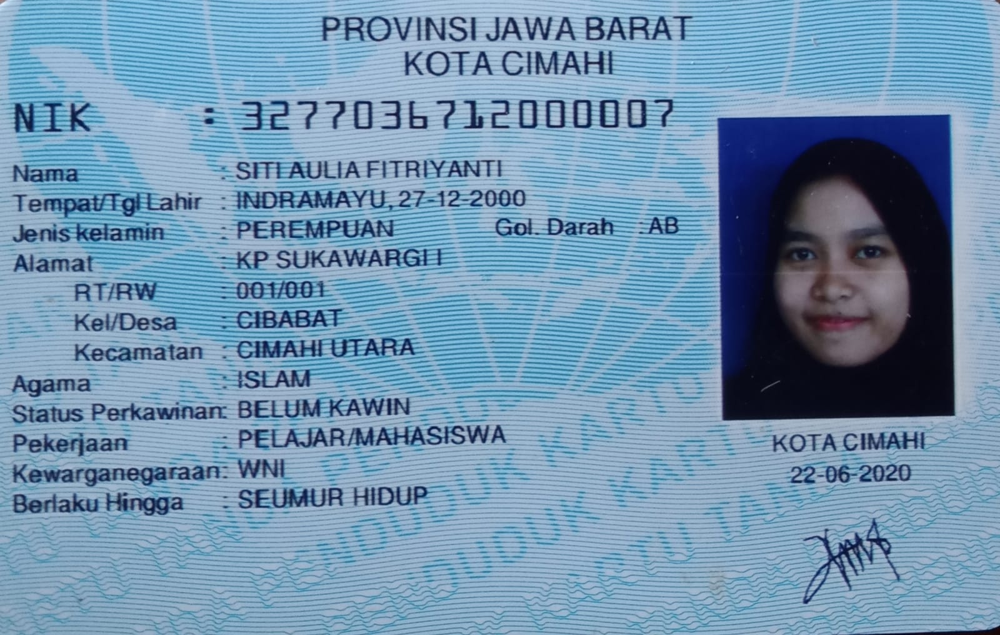 PROVINSI JAWA BARAT
KOTA CIMAHI
NIK : 3277036712000007
Nama : SITI AULIA FITRIYANTI
Tempat/Tgl Lahir : INDRAMAYU, 27-12-2000
Jenis kelamin : PEREMPUAN Gol. Darah : AB
Alamat : KP SUKAWARGI I
RT/RW : 001/001
Kel/Desa : CIBABAT
Kecamatan : CIMAHI UTARA
Agama : ISLAM
Status Perkawinan: BELUM KAWIN
Pekerjaan : PELAJAR/MAHASISWA
Kewarganegaraan: WNI
Berlaku Hingga : SEUMUR HIDUP
KOTA CIMAHI
22-06-2020